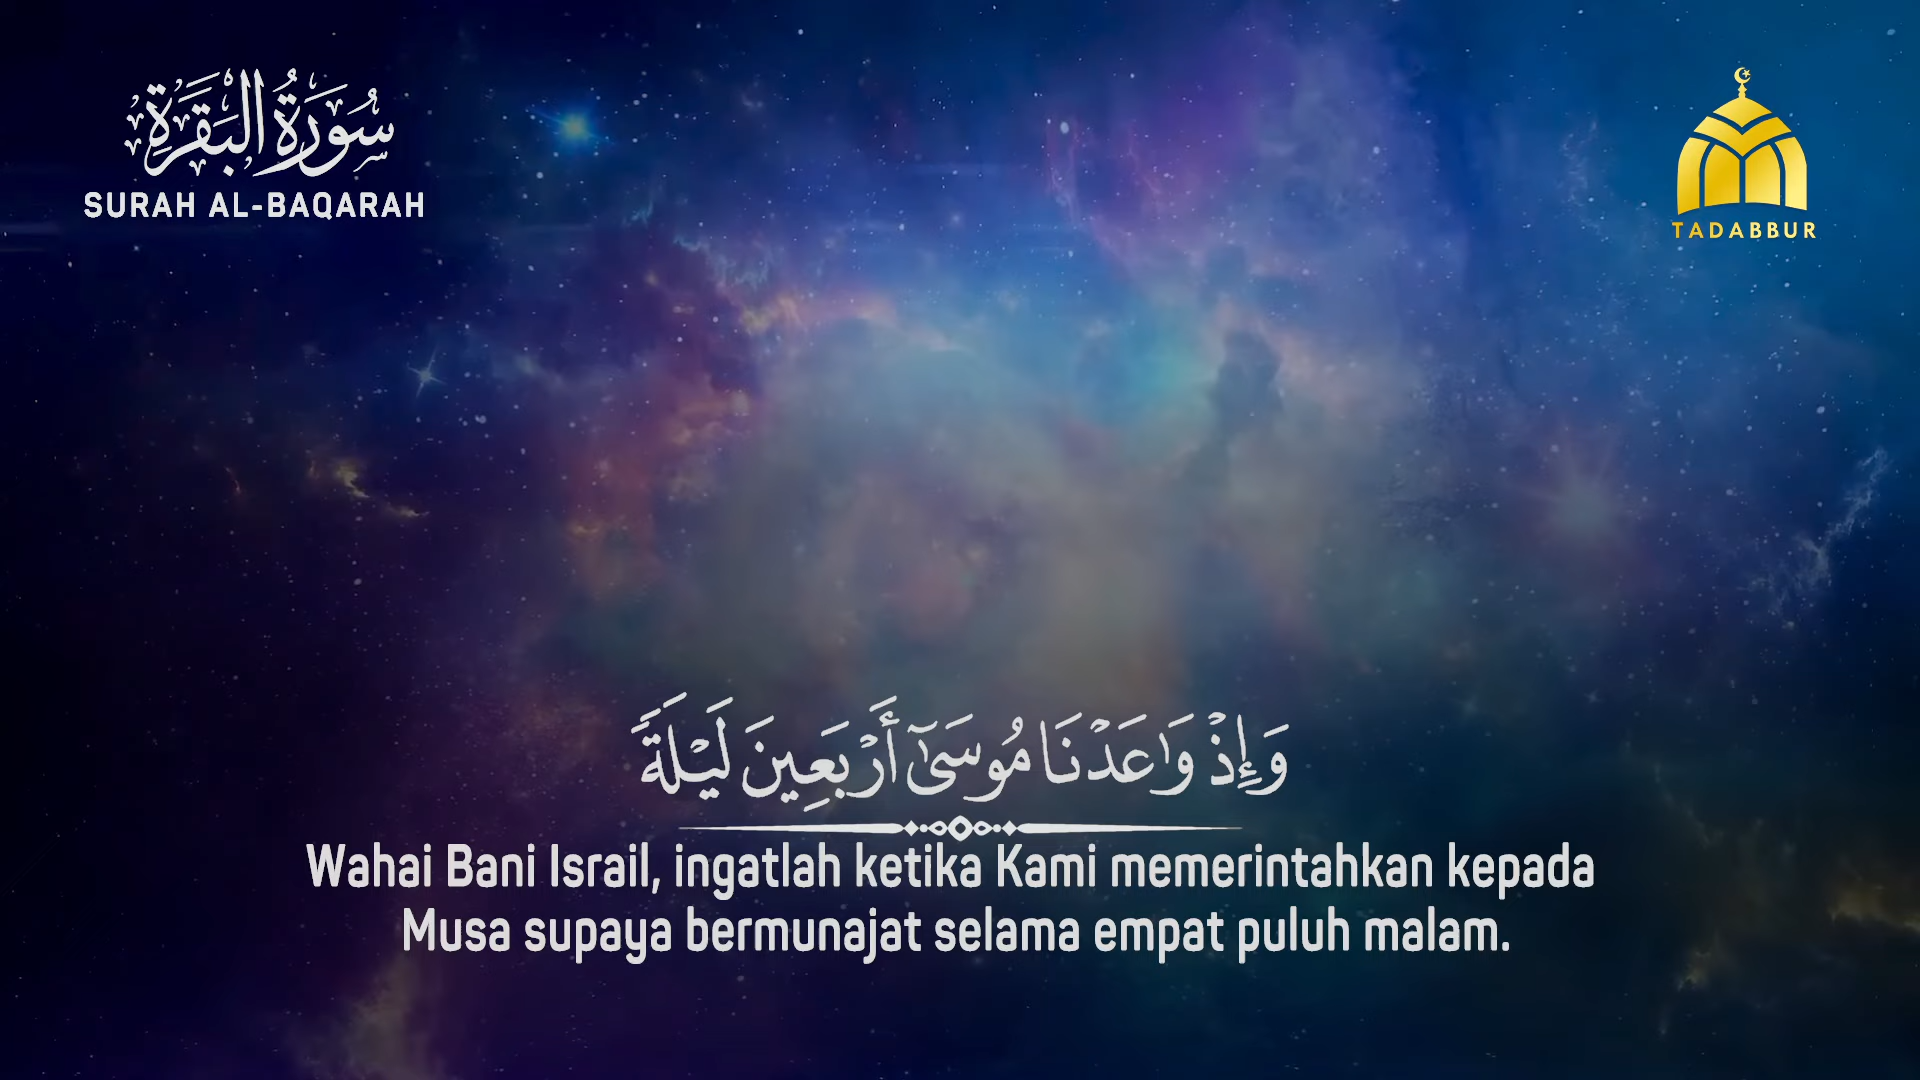 سُورَةُ الْبَقَرَةِ
SURAH AL-BAQARAH
TADABBUR
وَإِذْ وَٰعَدْنَا مُوسَىٰٓ أَرْبَعِينَ لَيْلَةً
Wahai Bani Israil, ingatlah ketika Kami memerintahkan kepada
Musa supaya bermunajat selama empat puluh malam.